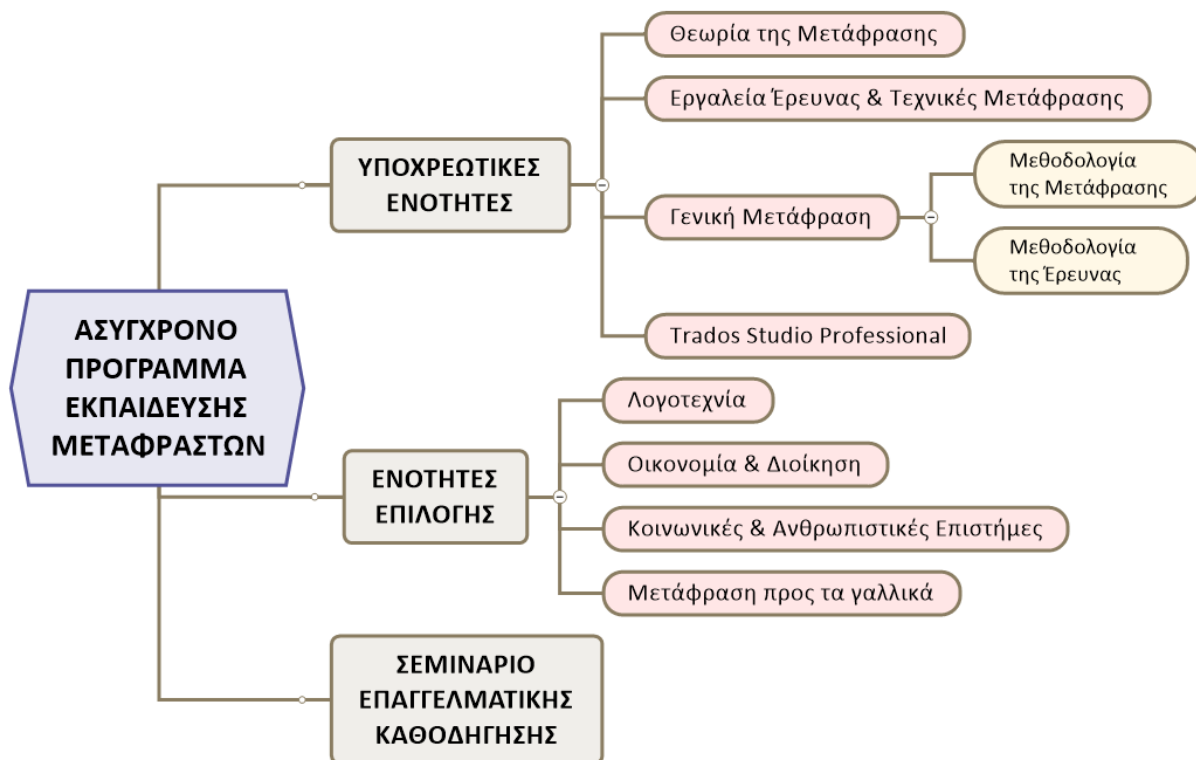 ΑΣΥΓΧΡΟΝΟ
ΠΡΟΓΡΑΜΜΑ
ΕΚΠΑΙΔΕΥΣΗΣ
ΜΕΤΑΦΡΑΣΤΩΝ
ΥΠΟΧΡΕΩΤΙΚΕΣ
ΕΝΟΤΗΤΕΣ
Θεωρία της Μετάφρασης
Εργαλεία Έρευνας & Τεχνικές Μετάφρασης
Γενική Μετάφραση
Μεθοδολογία
της Μετάφρασης
Μεθοδολογία
της Έρευνας
Trados Studio Professional
ΕΝΟΤΗΤΕΣ
ΕΠΙΛΟΓΗΣ
Λογοτεχνία
Οικονομία & Διοίκηση
Κοινωνικές & Ανθρωπιστικές Επιστήμες
Μετάφραση προς τα γαλλικά
ΣΕΜΙΝΑΡΙΟ
ΕΠΑΓΓΕΛΜΑΤΙΚΗΣ
ΚΑΘΟΔΗΓΗΣΗΣ